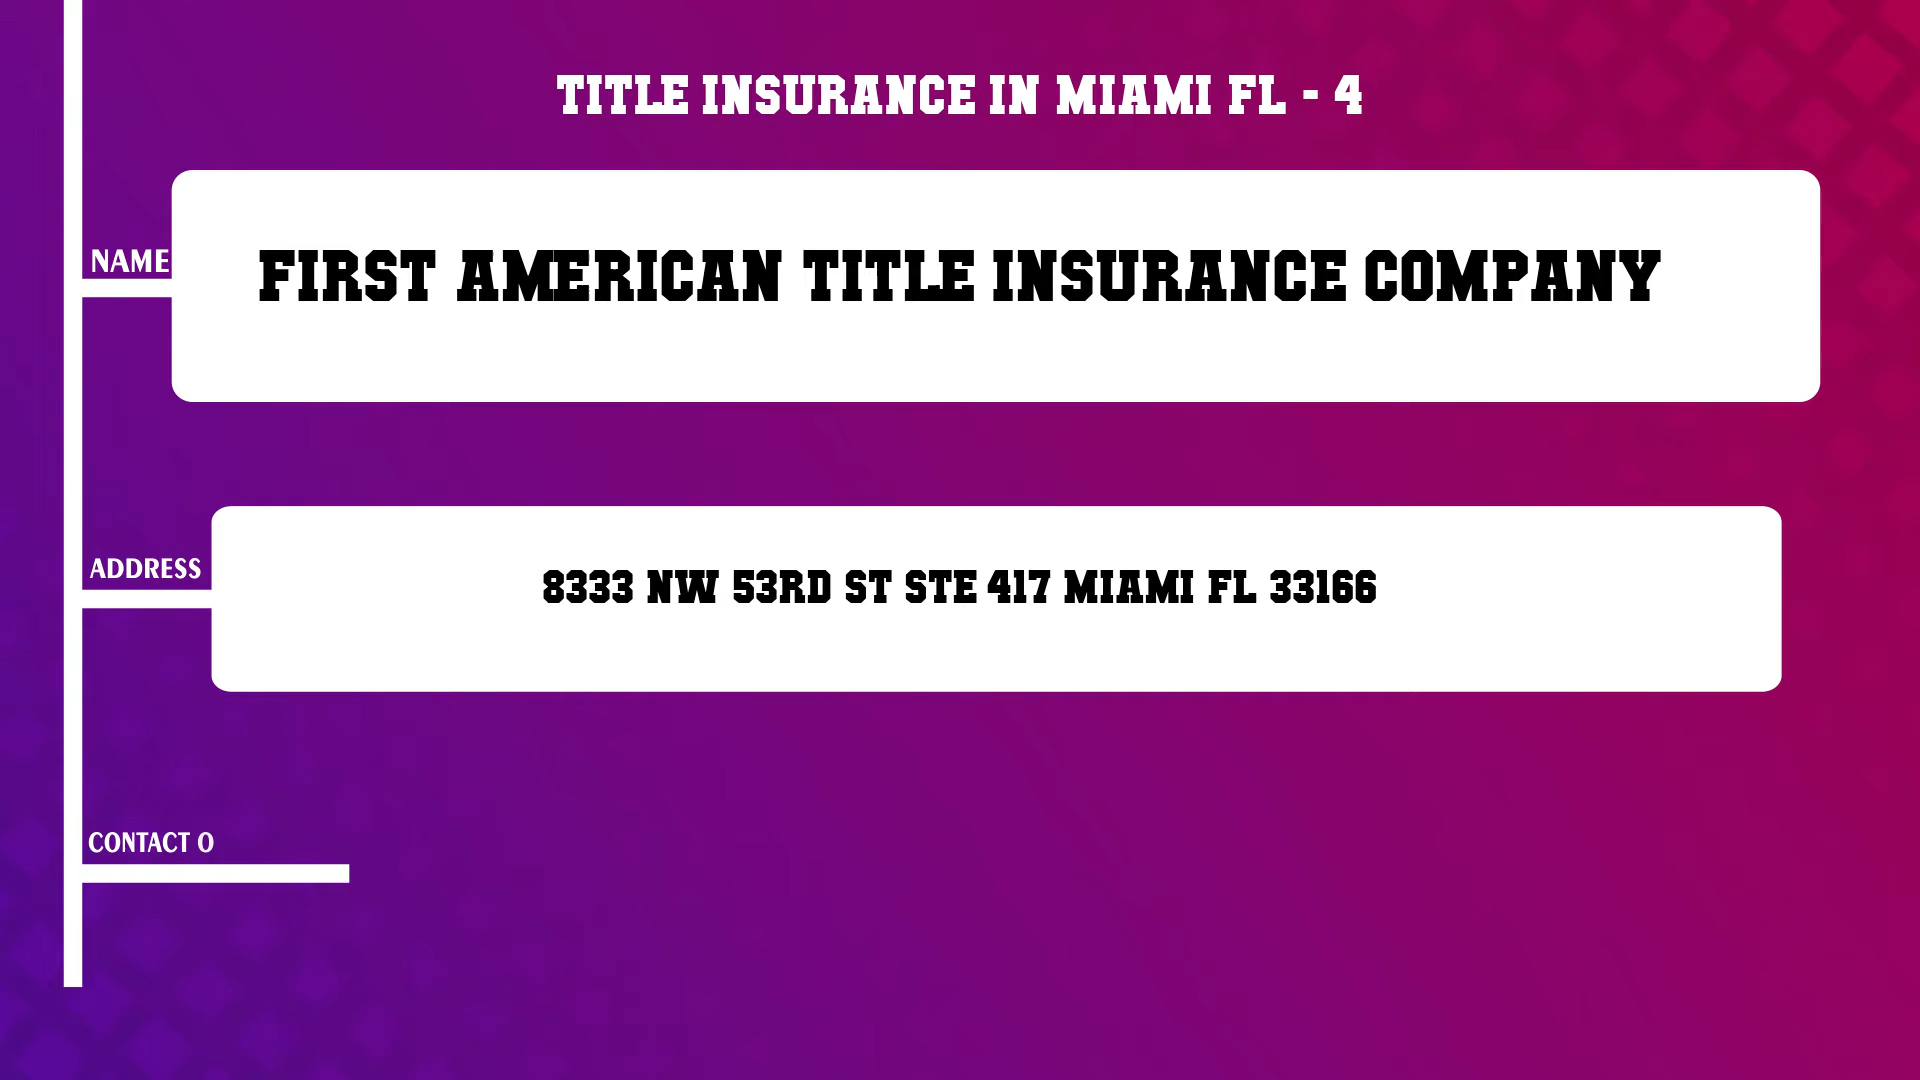 TITLE INSURANCE IN MIAMI FL - 4
NAME
FIRST AMERICAN TITLE INSURANCE COMPANY
ADDRESS
8333 NW 53RD ST STE 417 MIAMI FL 33166
CONTACT O